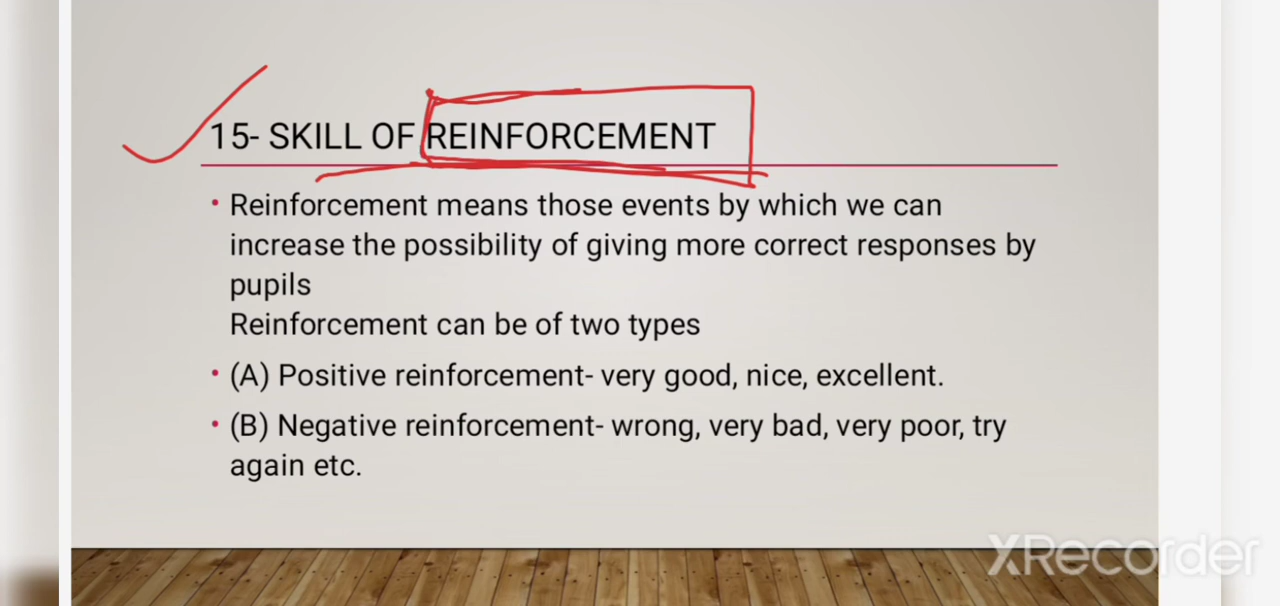 15- SKILL OF REINFORCEMENT
• Reinforcement means those events by which we can
increase the possibility of giving more correct responses by
pupils
Reinforcement can be of two types
• (A) Positive reinforcement- very good, nice, excellent.
• (B) Negative reinforcement- wrong, very bad, very poor, try
again etc.
XRecorder